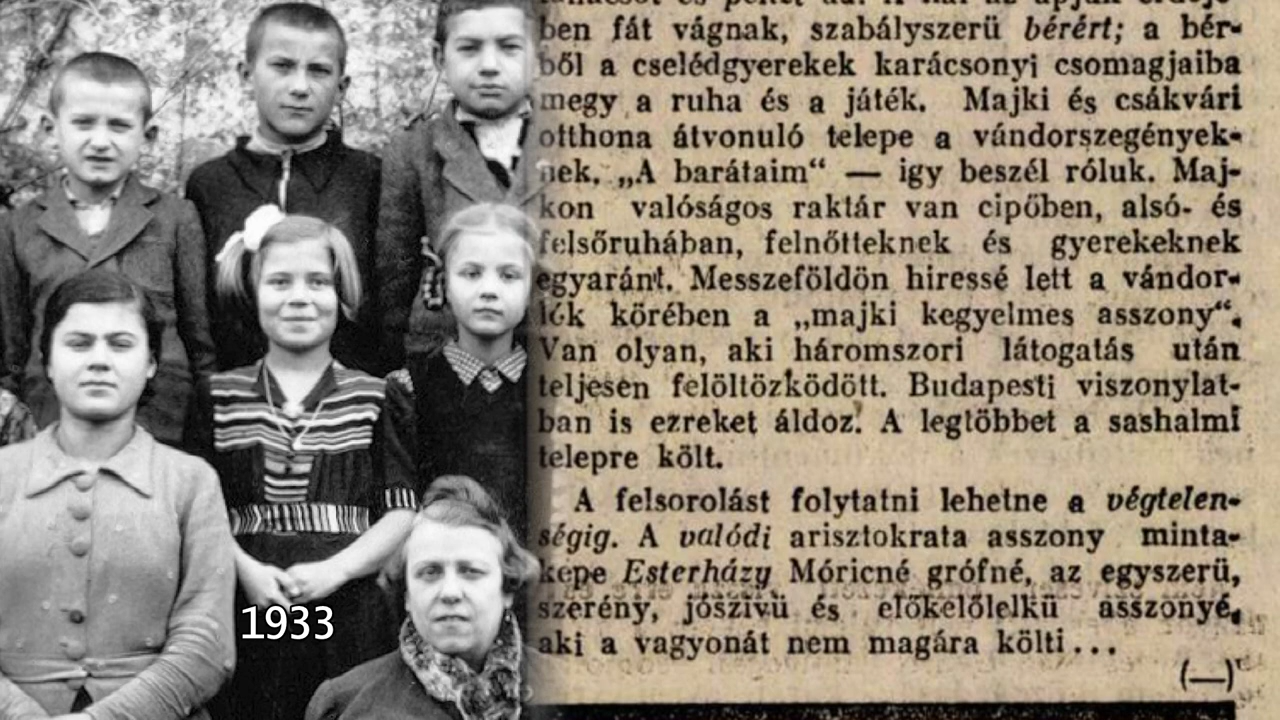 1933
ben fát vágnak, szabályszerü bérért; a bér-
ből a cselédgyerekek karácsonyi csomagjaiba
megy a ruha és a játék. Majki és csákvári
otthona átvonuló telepe a vándorszegények-
nek. „A barátaim“ — igy beszél róluk. Maj-
kon valóságos raktár van cipőben, alsó- és
felsőruhában, felnőtteknek és gyerekeknek
egyaránt. Messzeföldön hiressé lett a vándor-
lók körében a „majki kegyelmes asszony“.
Van olyan, aki háromszori látogatás után
teljesen felöltözködött. Budapesti viszonylat-
ban is ezreket áldoz. A legtöbbet a sashalmi
telepre költ.
A felsorolást folytatni lehetne a végtelen-
ségig. A valódi arisztokrata asszony minta-
képe Esterházy Móricné grófné, az egyszerü,
szerény, jószivü és előkelőlelkü asszonyé,
aki a vagyonát nem magára költi...
(—)